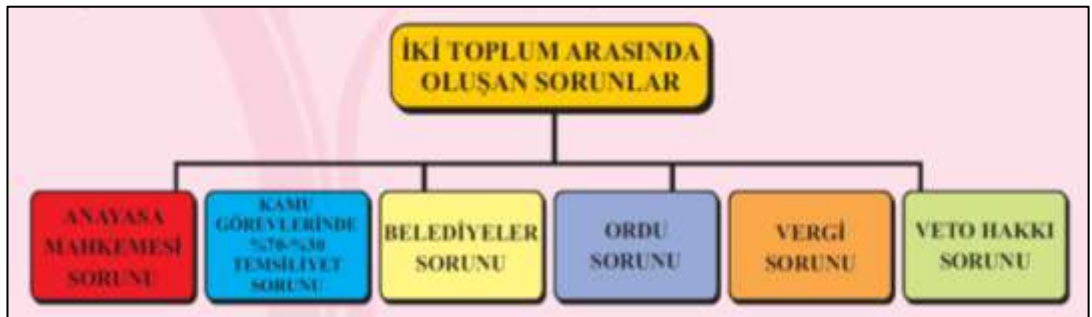 İKİ TOPLUM ARASINDA
OLUŞAN SORUNLAR
ANAYASA
MAHKEMESİ
SORUNU
KAMU
GÖREVLERİNDE
%70-%30
TEMSİLİYET
SORUNU
BELEDİYELER
SORUNU
ORDU
SORUNU
VERGİ
SORUNU
VETO HAKKI
SORUNU